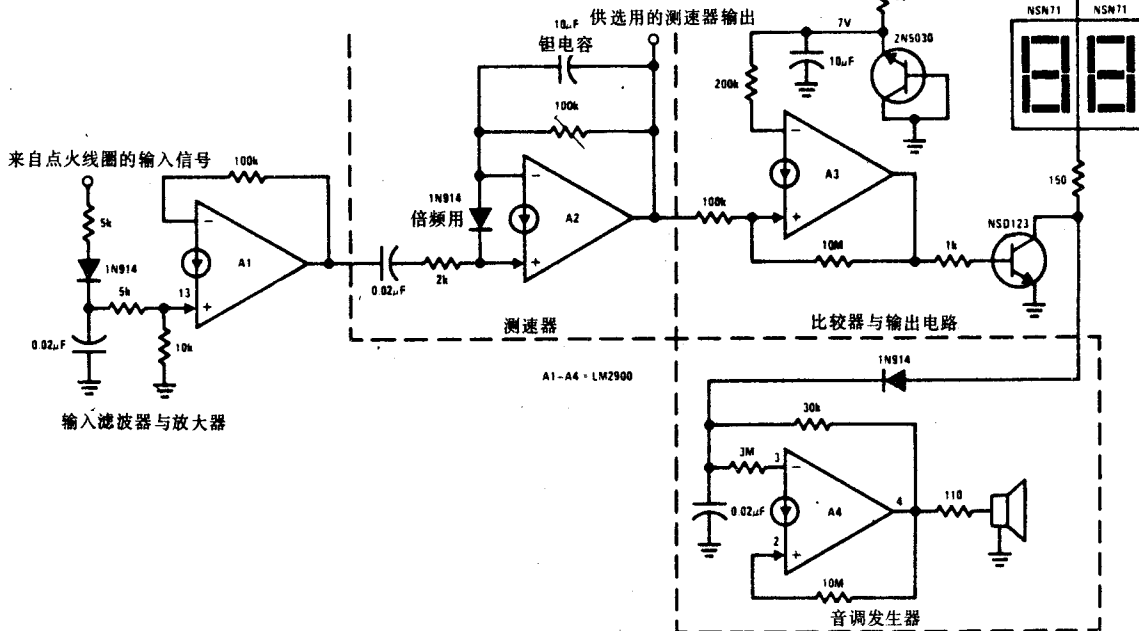 供选用的测速器输出
10μF
钽电容
7V
2N5030
NSN71
NSN71
200k
10μF
100k
来自点火线圈的输入信号
100k
5k
1N914
倍频用
A2
A3
150
NSD123
A1
1N914
5k
13
0.02μF
2k
100k
10M
1k
0.02μF
10k
测速器
比较器与输出电路
A1-A4 = LM2900
输入滤波器与放大器
1N914
30k
3M
3
0.02μF
A4
4
110
2
10M
音调发生器